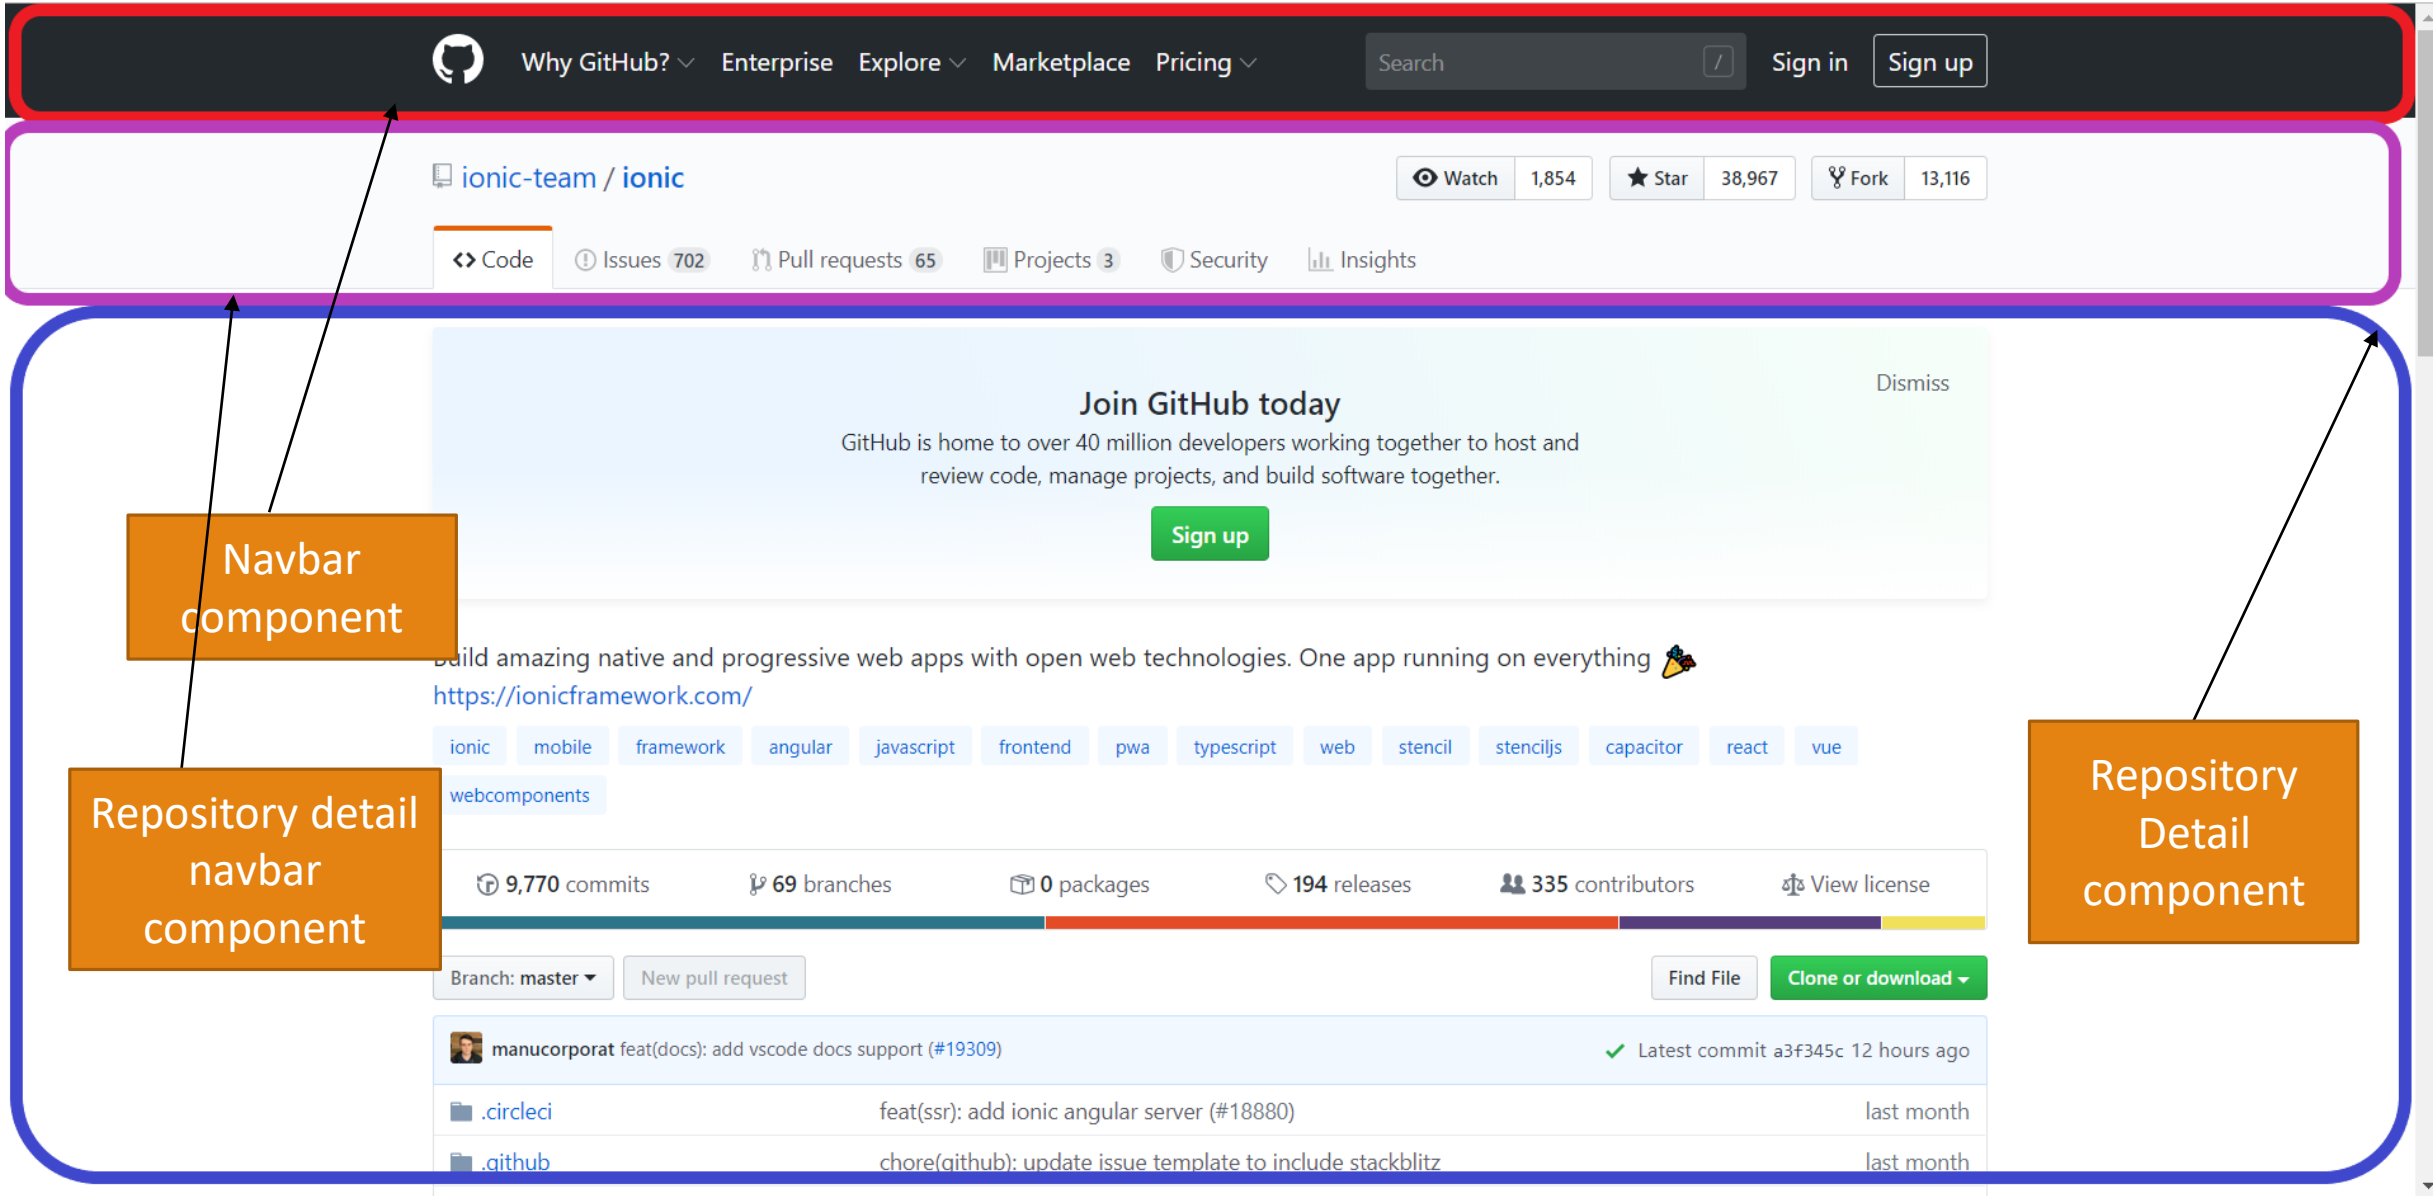 Why GitHub? Enterprise Explore Marketplace Pricing Search / Sign in Sign up
ionic-team / ionic
Watch 1,854 Star 38,967 Fork 13,116
Code Issues 702 Pull requests 65 Projects 3 Security Insights
Join GitHub today
Dismiss
GitHub is home to over 40 million developers working together to host and
review code, manage projects, and build software together.
Sign up
Navbar
component
Build amazing native and progressive web apps with open web technologies. One app running on everything
https://ionicframework.com/
ionic mobile framework angular javascript frontend pwa typescript web stencil stenciljs capacitor react vue
webcomponents
Repository detail
navbar
component
Repository
Detail
component
9,770 commits 69 branches 0 packages 194 releases 335 contributors View license
Branch: master New pull request Find File Clone or download
manucorporat feat(docs): add vscode docs support (#19309) Latest commit a3f345c 12 hours ago
.circleci feat(ssr): add ionic angular server (#18880) last month
.github chore(github): update issue template to include stackblitz last month